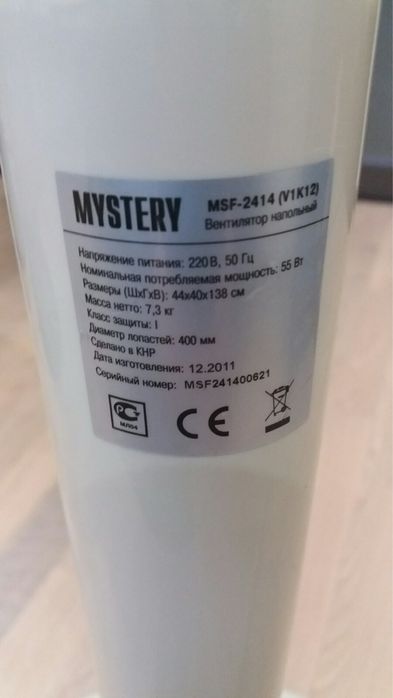 MYSTERY
MSF-2414 (V1K12)
Вентилятор напольный
Напряжение питания: 220 В, 50 Гц
Номинальная потребляемая мощность: 55 Вт
Размеры (ШхГхВ): 44х40х138 см
Масса нетто: 7,3 кг
Класс защиты: I
Диаметр лопастей: 400 мм
Сделано в КНР
Дата изготовления: 12.2011
Серийный номер: MSF241400621
РС
МЛ04
CE